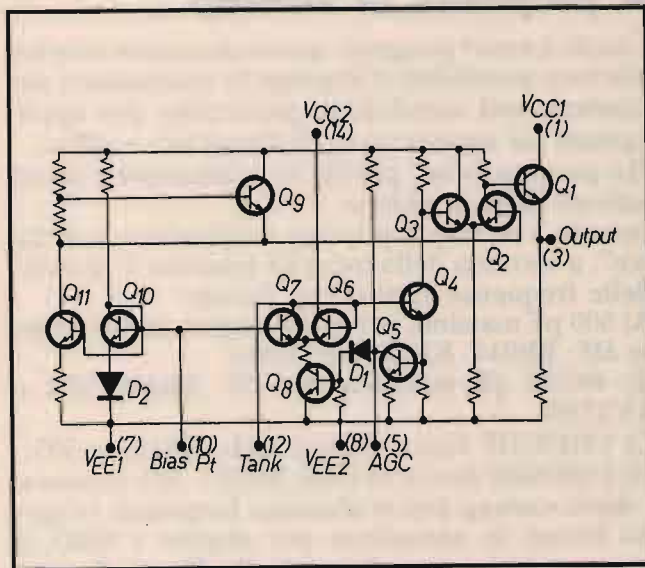 VCC2 (14)
VCC1 (1)
Q9
Q1
Q3
Q2
Output (3)
Q11
Q10
Q7
Q6
Q4
Q5
Q8
D1
D2
VEE1 (7)
Bias Pt (10)
Tank (12)
VEE2 (8)
AGC (5)